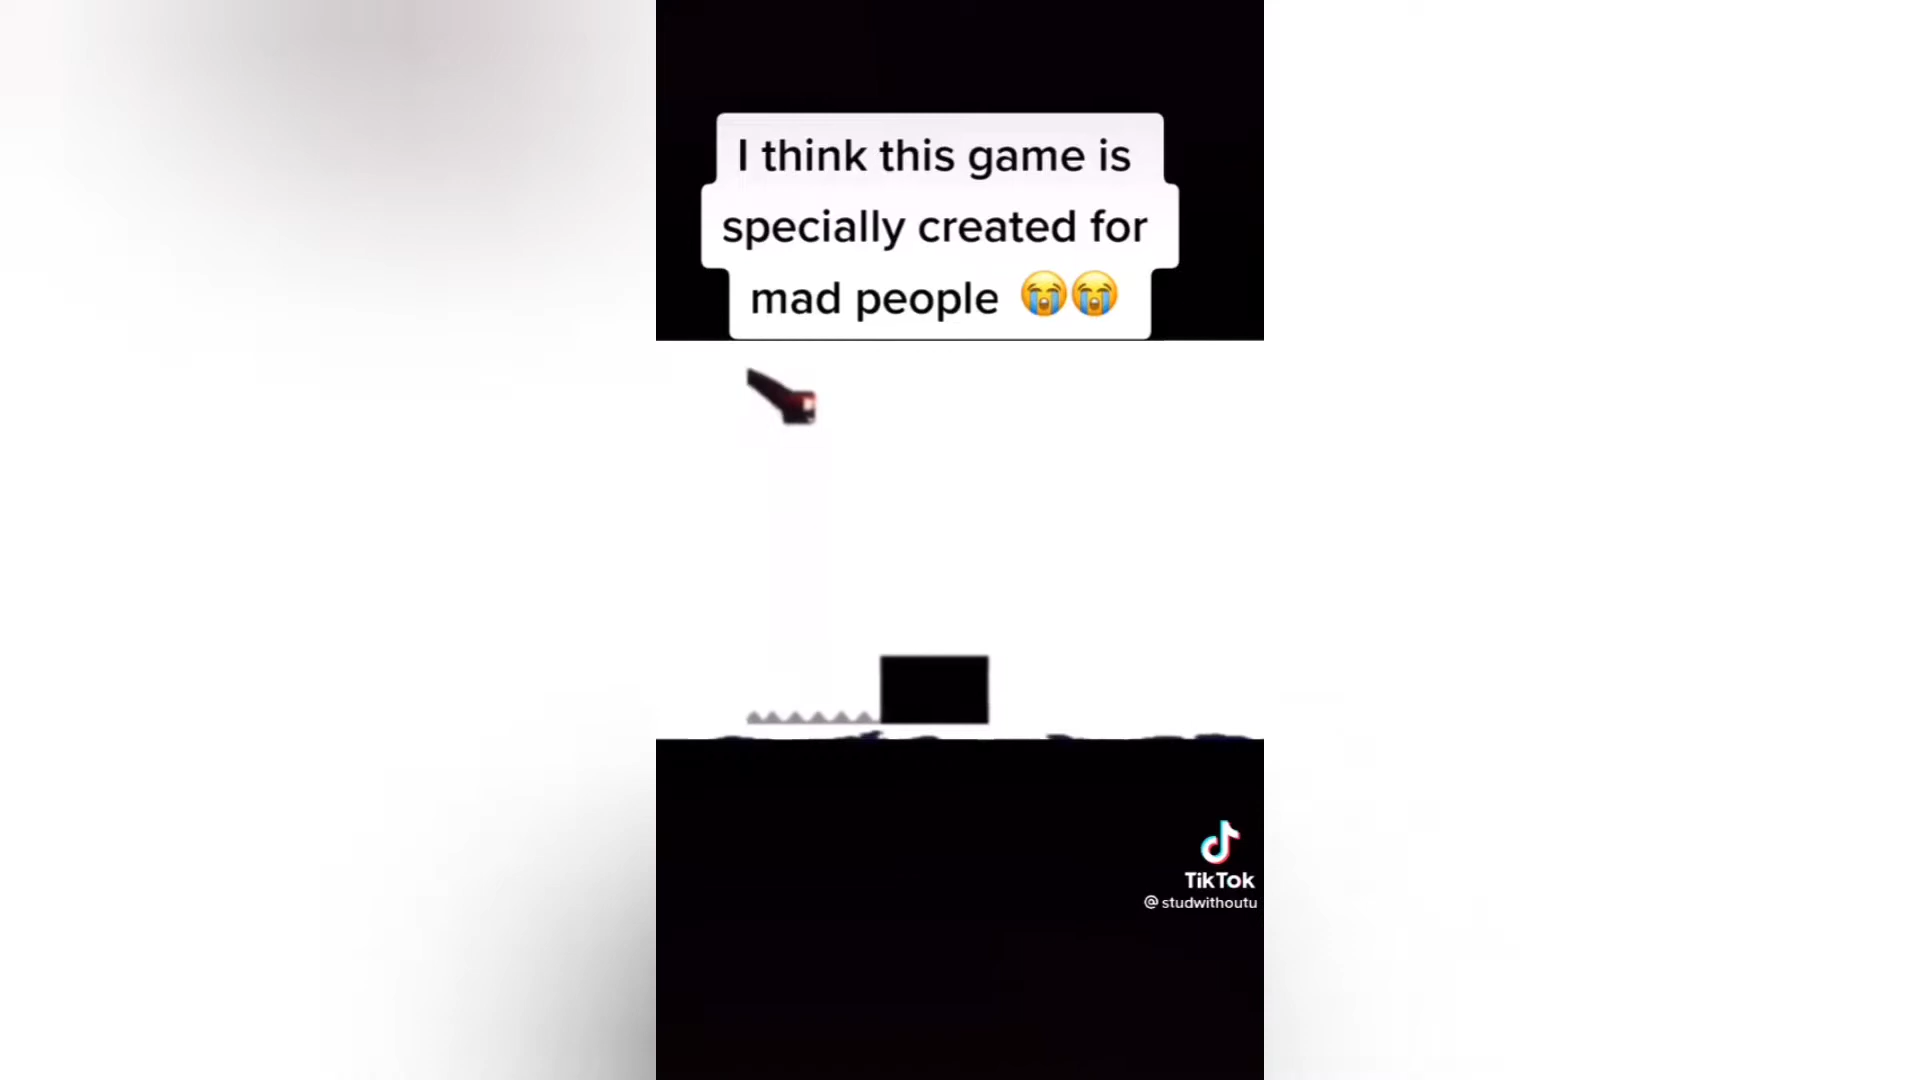 I think this game is
specially created for
mad people 😭😭
TikTok
@studwithoutu